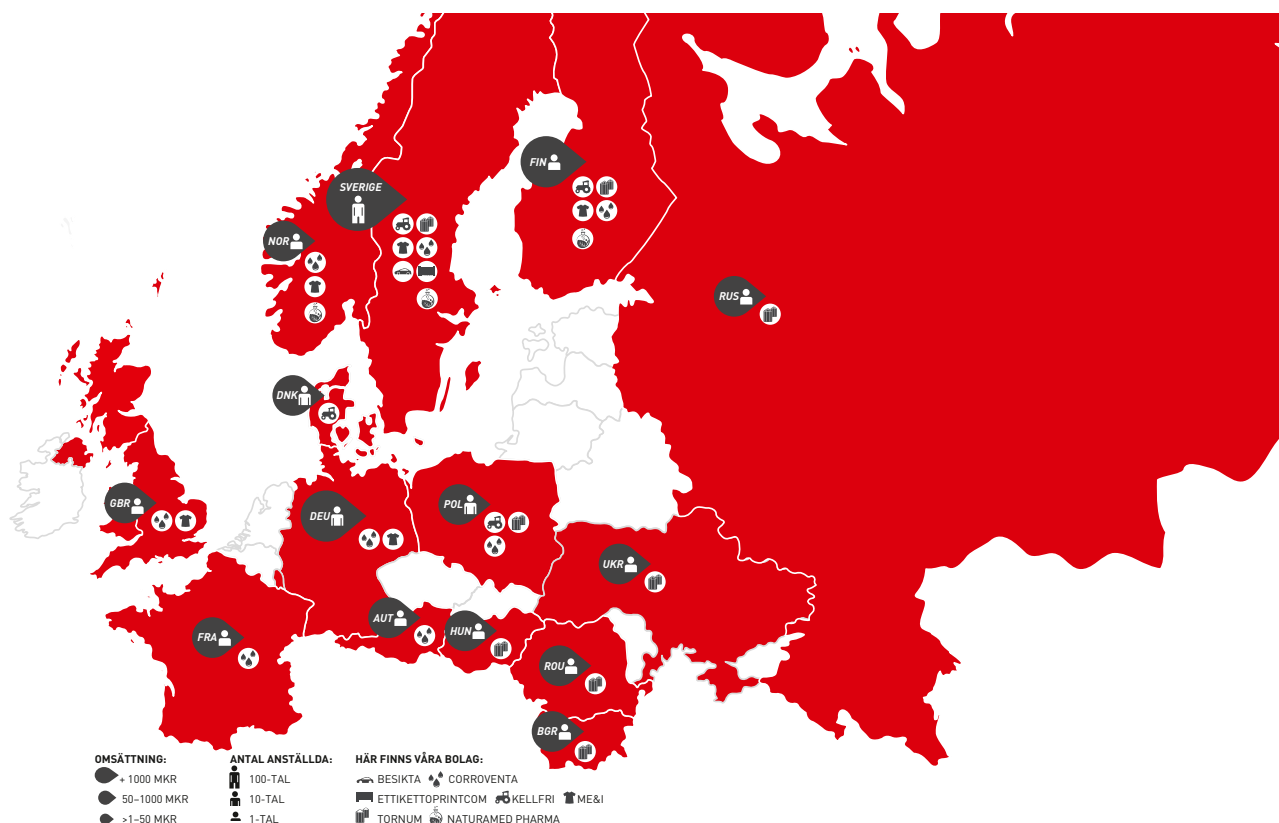 FIN
SVERIGE
NOR
RUS
DNK
GBR
DEU
POL
UKR
AUT
HUN
FRA
ROU
BGR
OMSÄTTNING:
+ 1000 MKR
50–1000 MKR
>1–50 MKR
ANTAL ANSTÄLLDA:
100-TAL
10-TAL
1-TAL
HÄR FINNS VÅRA BOLAG:
BESIKTA CORROVENTA
ETTIKETTOPRINTCOM KELLFRI ME&I
TORNUM NATURAMED PHARMA